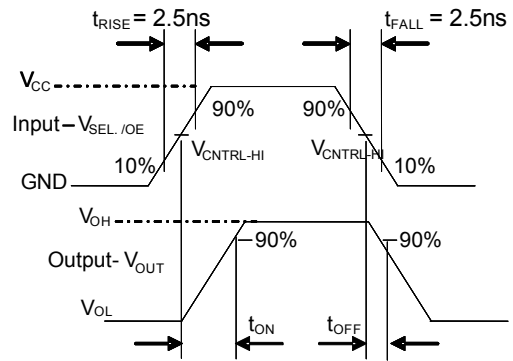 tRISE = 2.5ns
tFALL = 2.5ns
VCC
90%
90%
Input–VSEL./OE
VCNTRL-HI
VCNTRL-HI
10%
10%
GND
VOH
90%
90%
Output-VOUT
VOL
tON
tOFF